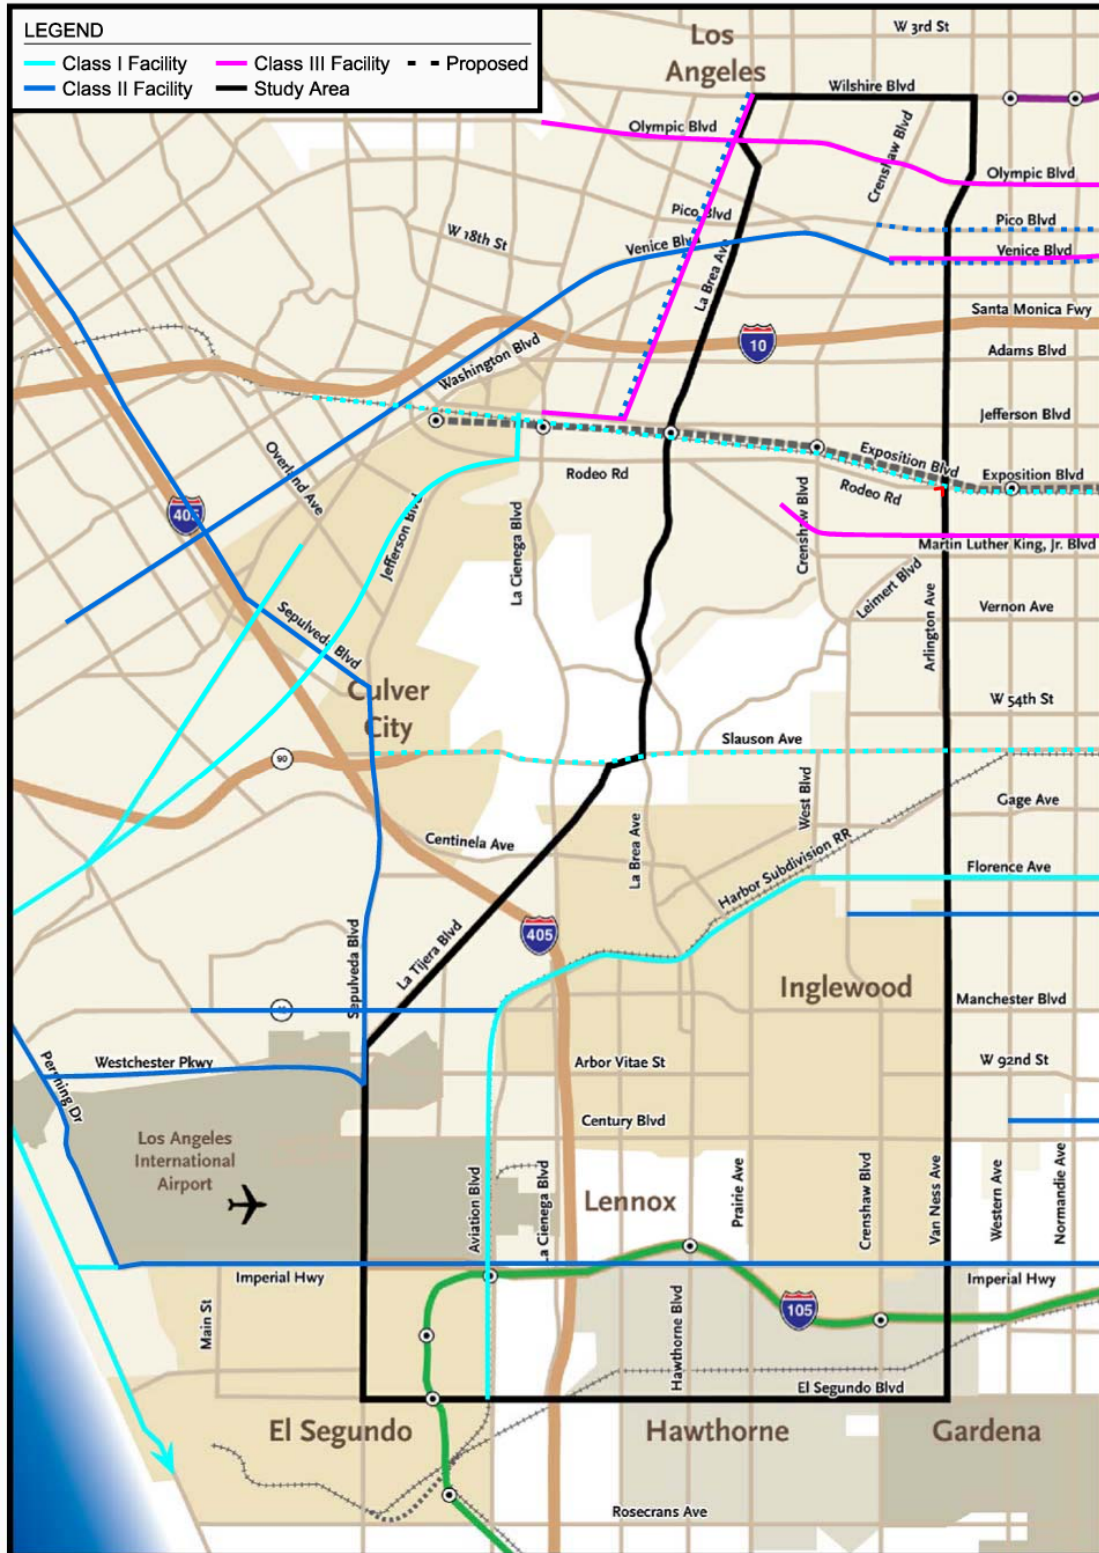 LEGEND
Class I Facility
Class III Facility
Proposed
Class II Facility
Study Area
W 3rd St
Los
Angeles
Wilshire Blvd
Olympic Blvd
Crenshaw Blvd
Olympic Blvd
Pico Blvd
Pico Blvd
W 18th St
Venice Blvd
Venice Blvd
La Brea Ave
Santa Monica Fwy
10
Washington Blvd
Adams Blvd
Jefferson Blvd
Overland Ave
Exposition Blvd
Exposition Blvd
Rodeo Rd
Rodeo Rd
405
Jefferson Blvd
La Cienega Blvd
Crenshaw Blvd
Martin Luther King, Jr. Blvd
Leimert Blvd
Arlington Ave
Vernon Ave
Sepulveda Blvd
Culver
City
W 54th St
Slauson Ave
90
West Blvd
Gage Ave
Centinela Ave
La Brea Ave
Harbor Subdivision RR
Florence Ave
405
La Tijera Blvd
Sepulveda Blvd
Inglewood
Manchester Blvd
Westchester Pkwy
Arbor Vitae St
W 92nd St
Pershing Dr
Century Blvd
Los Angeles
International
Airport
Aviation Blvd
La Cienega Blvd
Lennox
Prairie Ave
Crenshaw Blvd
Van Ness Ave
Western Ave
Normandie Ave
Imperial Hwy
Imperial Hwy
Main St
Hawthorne Blvd
105
El Segundo Blvd
El Segundo
Hawthorne
Gardena
Rosecrans Ave